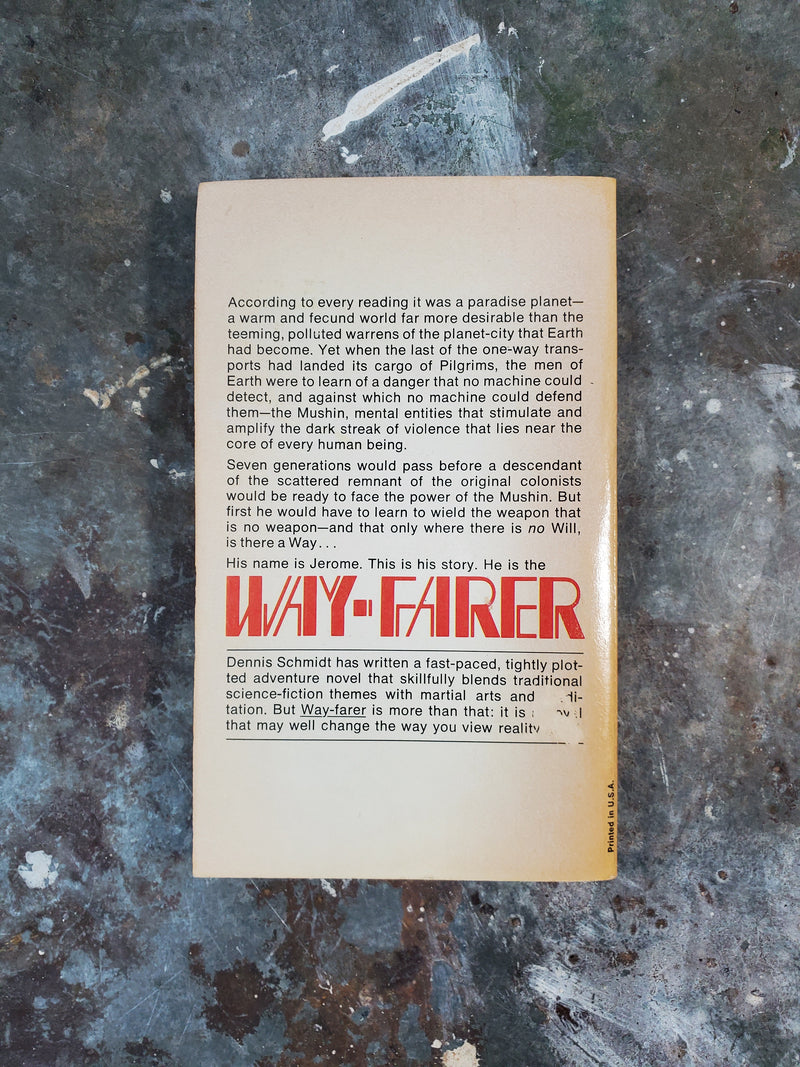 According to every reading it was a paradise planet—
a warm and fecund world far more desirable than the
teeming, polluted warrens of the planet-city that Earth
had become. Yet when the last of the one-way trans-
ports had landed its cargo of Pilgrims, the men of
Earth were to learn of a danger that no machine could
detect, and against which no machine could defend
them—the Mushin, mental entities that stimulate and
amplify the dark streak of violence that lies near the
core of every human being.
Seven generations would pass before a descendant
of the scattered remnant of the original colonists
would be ready to face the power of the Mushin. But
first he would have to learn to wield the weapon that
is no weapon—and that only where there is no Will,
is there a Way...
His name is Jerome. This is his story. He is the
WAY-FARER
Dennis Schmidt has written a fast-paced, tightly plot-
ted adventure novel that skillfully blends traditional
science-fiction themes with martial arts and
tation. But Way-farer is more than that: it is
that may well change the way you view reality
Printed in U.S.A.